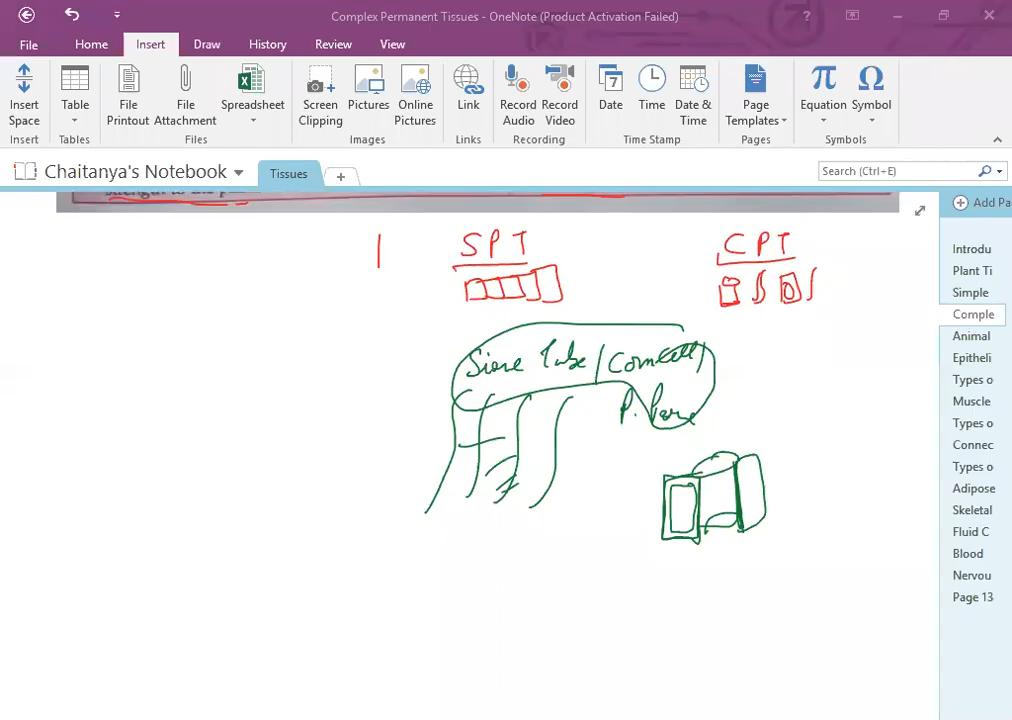 Complex Permanent Tissues - OneNote (Product Activation Failed)
?
File Home Insert Draw History Review View
Insert Space
Table
File Printout
File Attachment
Spreadsheet
Screen Clipping
Pictures
Online Pictures
Link
Record Audio
Record Video
Date
Time
Date & Time
Page Templates
Equation
Symbol
Insert Tables Files Images Links Recording Time Stamp Pages Symbols
Chaitanya's Notebook Tissues + Search (Ctrl+E)
Add Pa
Introdu
Plant Ti
Simple
Comple
Animal
Epitheli
Types o
Muscle
Types o
Connec
Types o
Adipose
Skeletal
Fluid C
Blood
Nervou
Page 13
SPT CPT
Sieve Tube /
P.